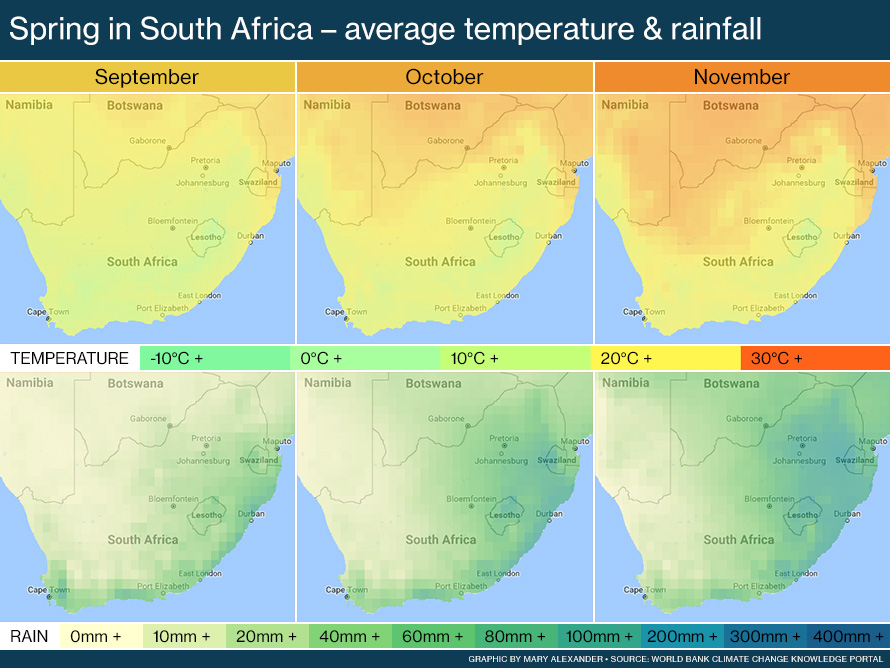 Spring in South Africa – average temperature & rainfall
September
October
November
Namibia
Botswana
Gaborone
Pretoria
Johannesburg
Maputo
Swaziland
Bloemfontein
Lesotho
Durban
South Africa
East London
Port Elizabeth
Cape Town
Namibia
Botswana
Gaborone
Pretoria
Johannesburg
Maputo
Swaziland
Bloemfontein
Lesotho
Durban
South Africa
East London
Port Elizabeth
Cape Town
Namibia
Botswana
Gaborone
Pretoria
Johannesburg
Maputo
Swaziland
Bloemfontein
Lesotho
Durban
South Africa
East London
Port Elizabeth
Cape Town
TEMPERATURE -10°C + 0°C + 10°C + 20°C + 30°C +
Namibia
Botswana
Gaborone
Pretoria
Johannesburg
Maputo
Swaziland
Bloemfontein
Lesotho
Durban
South Africa
East London
Port Elizabeth
Cape Town
Namibia
Botswana
Gaborone
Pretoria
Johannesburg
Maputo
Swaziland
Bloemfontein
Lesotho
Durban
South Africa
East London
Port Elizabeth
Cape Town
Namibia
Botswana
Gaborone
Pretoria
Johannesburg
Maputo
Swaziland
Bloemfontein
Lesotho
Durban
South Africa
East London
Port Elizabeth
Cape Town
RAIN 0mm + 10mm + 20mm + 40mm + 60mm + 80mm + 100mm + 200mm + 300mm + 400mm +
GRAPHIC BY MARY ALEXANDER • SOURCE: WORLD BANK CLIMATE CHANGE KNOWLEDGE PORTAL